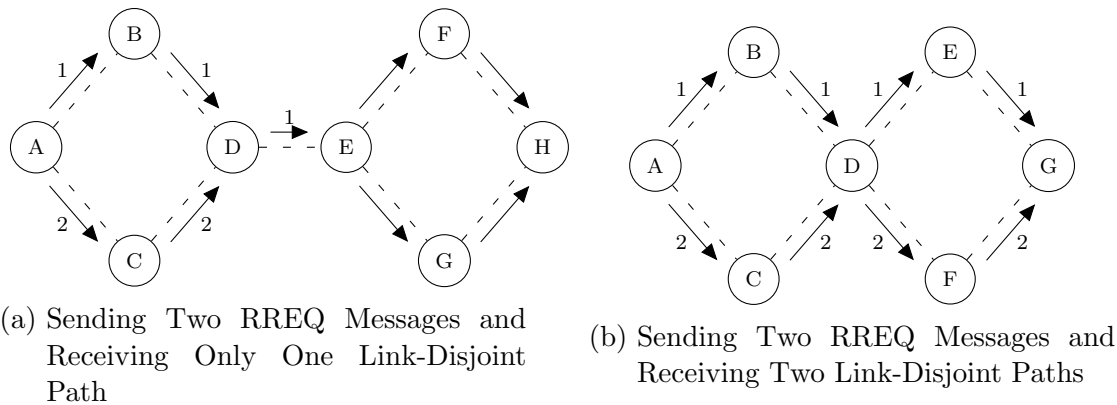 B
F
1
1
A
D
1
E
H
2
2
C
G
(a) Sending Two RREQ Messages and
Receiving Only One Link-Disjoint
Path
B
E
1
1
1
1
A
D
G
2
2
2
2
C
F
(b) Sending Two RREQ Messages and
Receiving Two Link-Disjoint Paths